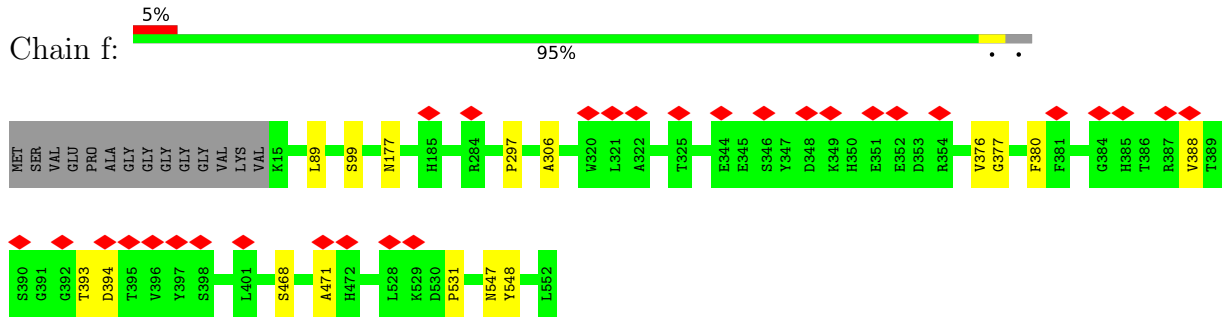 5%
Chain f:
95%
. .
MET SER VAL GLU PRO ALA GLY GLY GLY GLY GLY VAL LYS VAL K15 L89 S99 N177 H185 R284 P297 A306 W320 L321 A322 T325 E344 E345 S346 Y347 D348 K349 H350 E351 E352 D353 R354 V376 G377 F380 F381 G384 H385 T386 R387 V388 T389
S390 G391 G392 T393 D394 T395 V396 Y397 S398 L401 S468 A471 H472 L528 K529 D530 P531 N547 Y548 L552